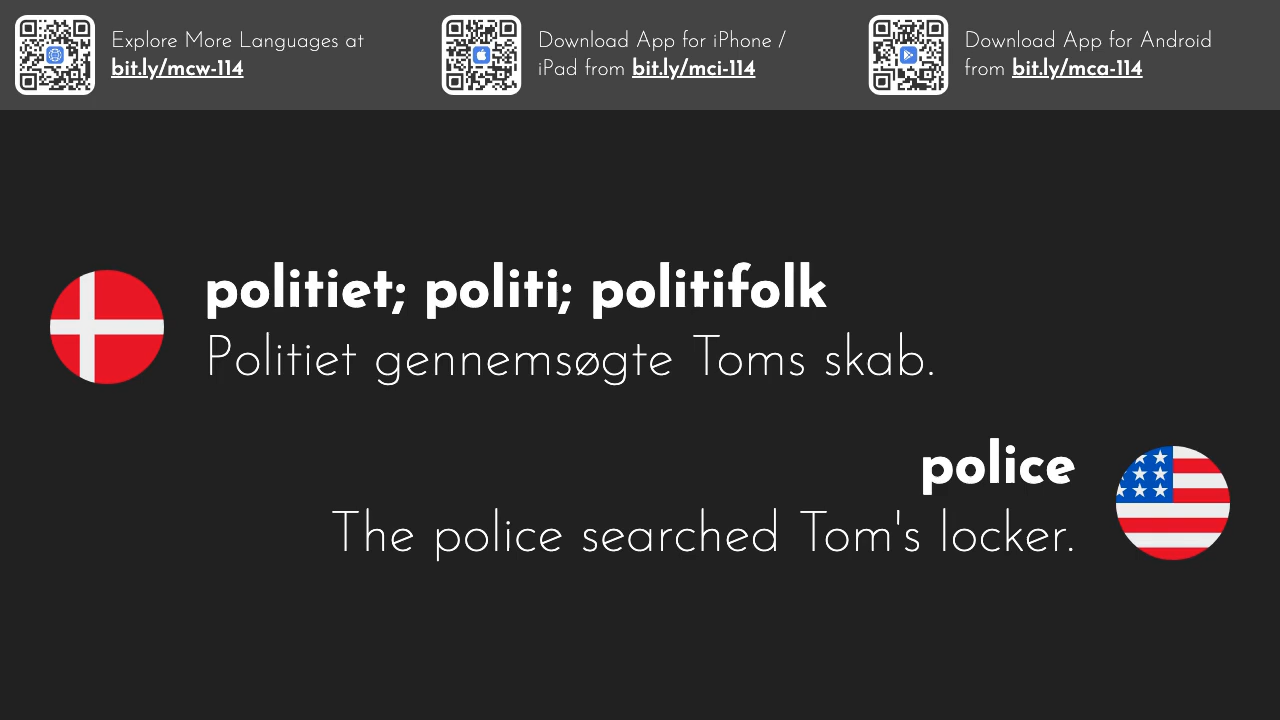 Explore More Languages at
bit.ly/mcw-114
Download App for iPhone /
iPad from bit.ly/mci-114
Download App for Android
from bit.ly/mca-114
politiet; politi; politifolk
Politiet gennemsøgte Toms skab.
police
The police searched Tom's locker.